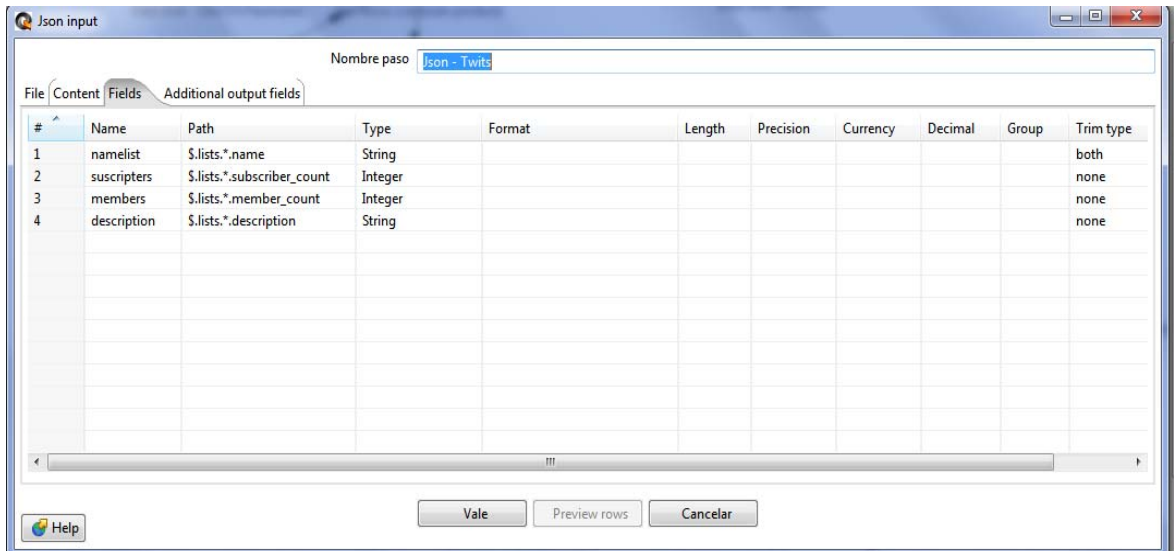 Json input
Nombre paso Json - Twits
File Content Fields Additional output fields
# Name Path Type Format Length Precision Currency Decimal Group Trim type
1 namelist $.lists.*.name String both
2 suscripters $.lists.*.subscriber_count Integer none
3 members $.lists.*.member_count Integer none
4 description $.lists.*.description String none
Vale Preview rows Cancelar
Help